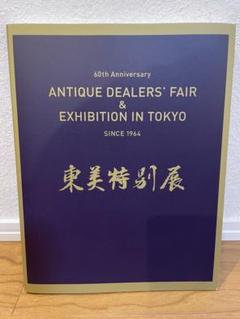 60th Anniversary
ANTIQUE DEALERS' FAIR
&
EXHIBITION IN TOKYO
SINCE 1964
東美特別展